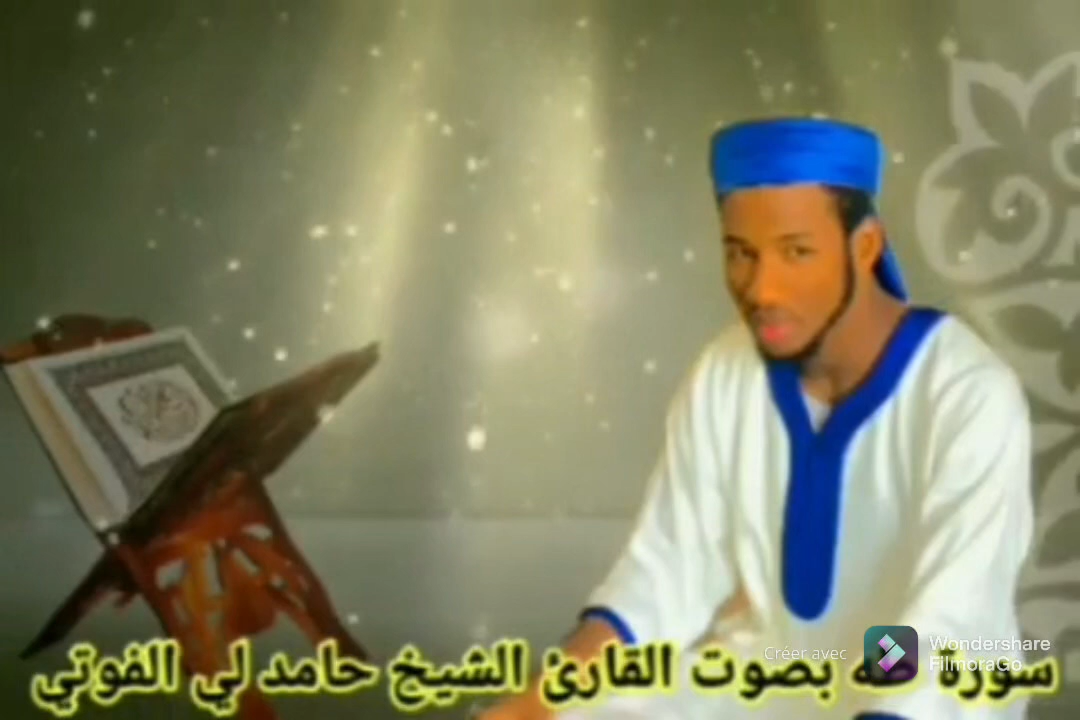 سورة طه بصوت القارئ الشيخ حامد لي الفوتي
Créer avec
Wondershare
FilmoraGo